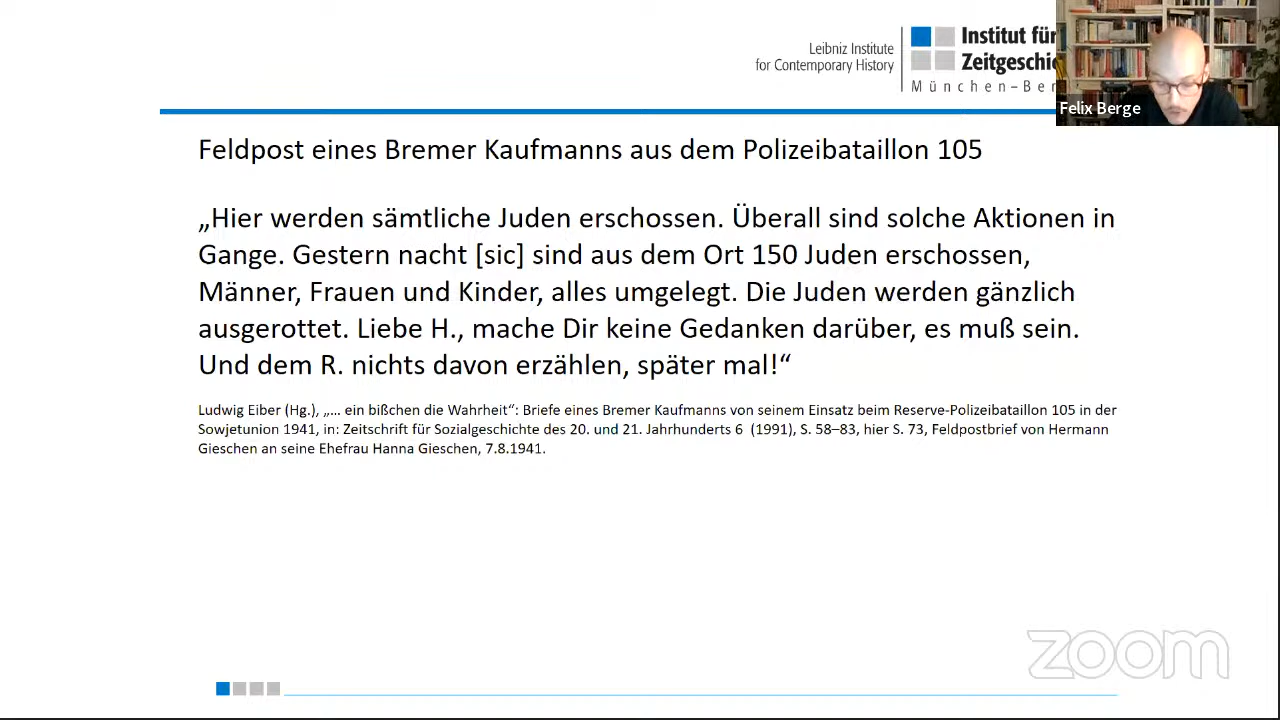 Leibniz Institute
for Contemporary History
Institut für
München–Ber
Felix Berge
Feldpost eines Bremer Kaufmanns aus dem Polizeibataillon 105
„Hier werden sämtliche Juden erschossen. Überall sind solche Aktionen in
Gange. Gestern nacht [sic] sind aus dem Ort 150 Juden erschossen,
Männer, Frauen und Kinder, alles umgelegt. Die Juden werden gänzlich
ausgerottet. Liebe H., mache Dir keine Gedanken darüber, es muß sein.
Und dem R. nichts davon erzählen, später mal!“
Ludwig Eiber (Hg.), „… ein bißchen die Wahrheit“: Briefe eines Bremer Kaufmanns von seinem Einsatz beim Reserve-Polizeibataillon 105 in der
Sowjetunion 1941, in: Zeitschrift für Sozialgeschichte des 20. und 21. Jahrhunderts 6 (1991), S. 58–83, hier S. 73, Feldpostbrief von Hermann
Gieschen an seine Ehefrau Hanna Gieschen, 7.8.1941.
zoom